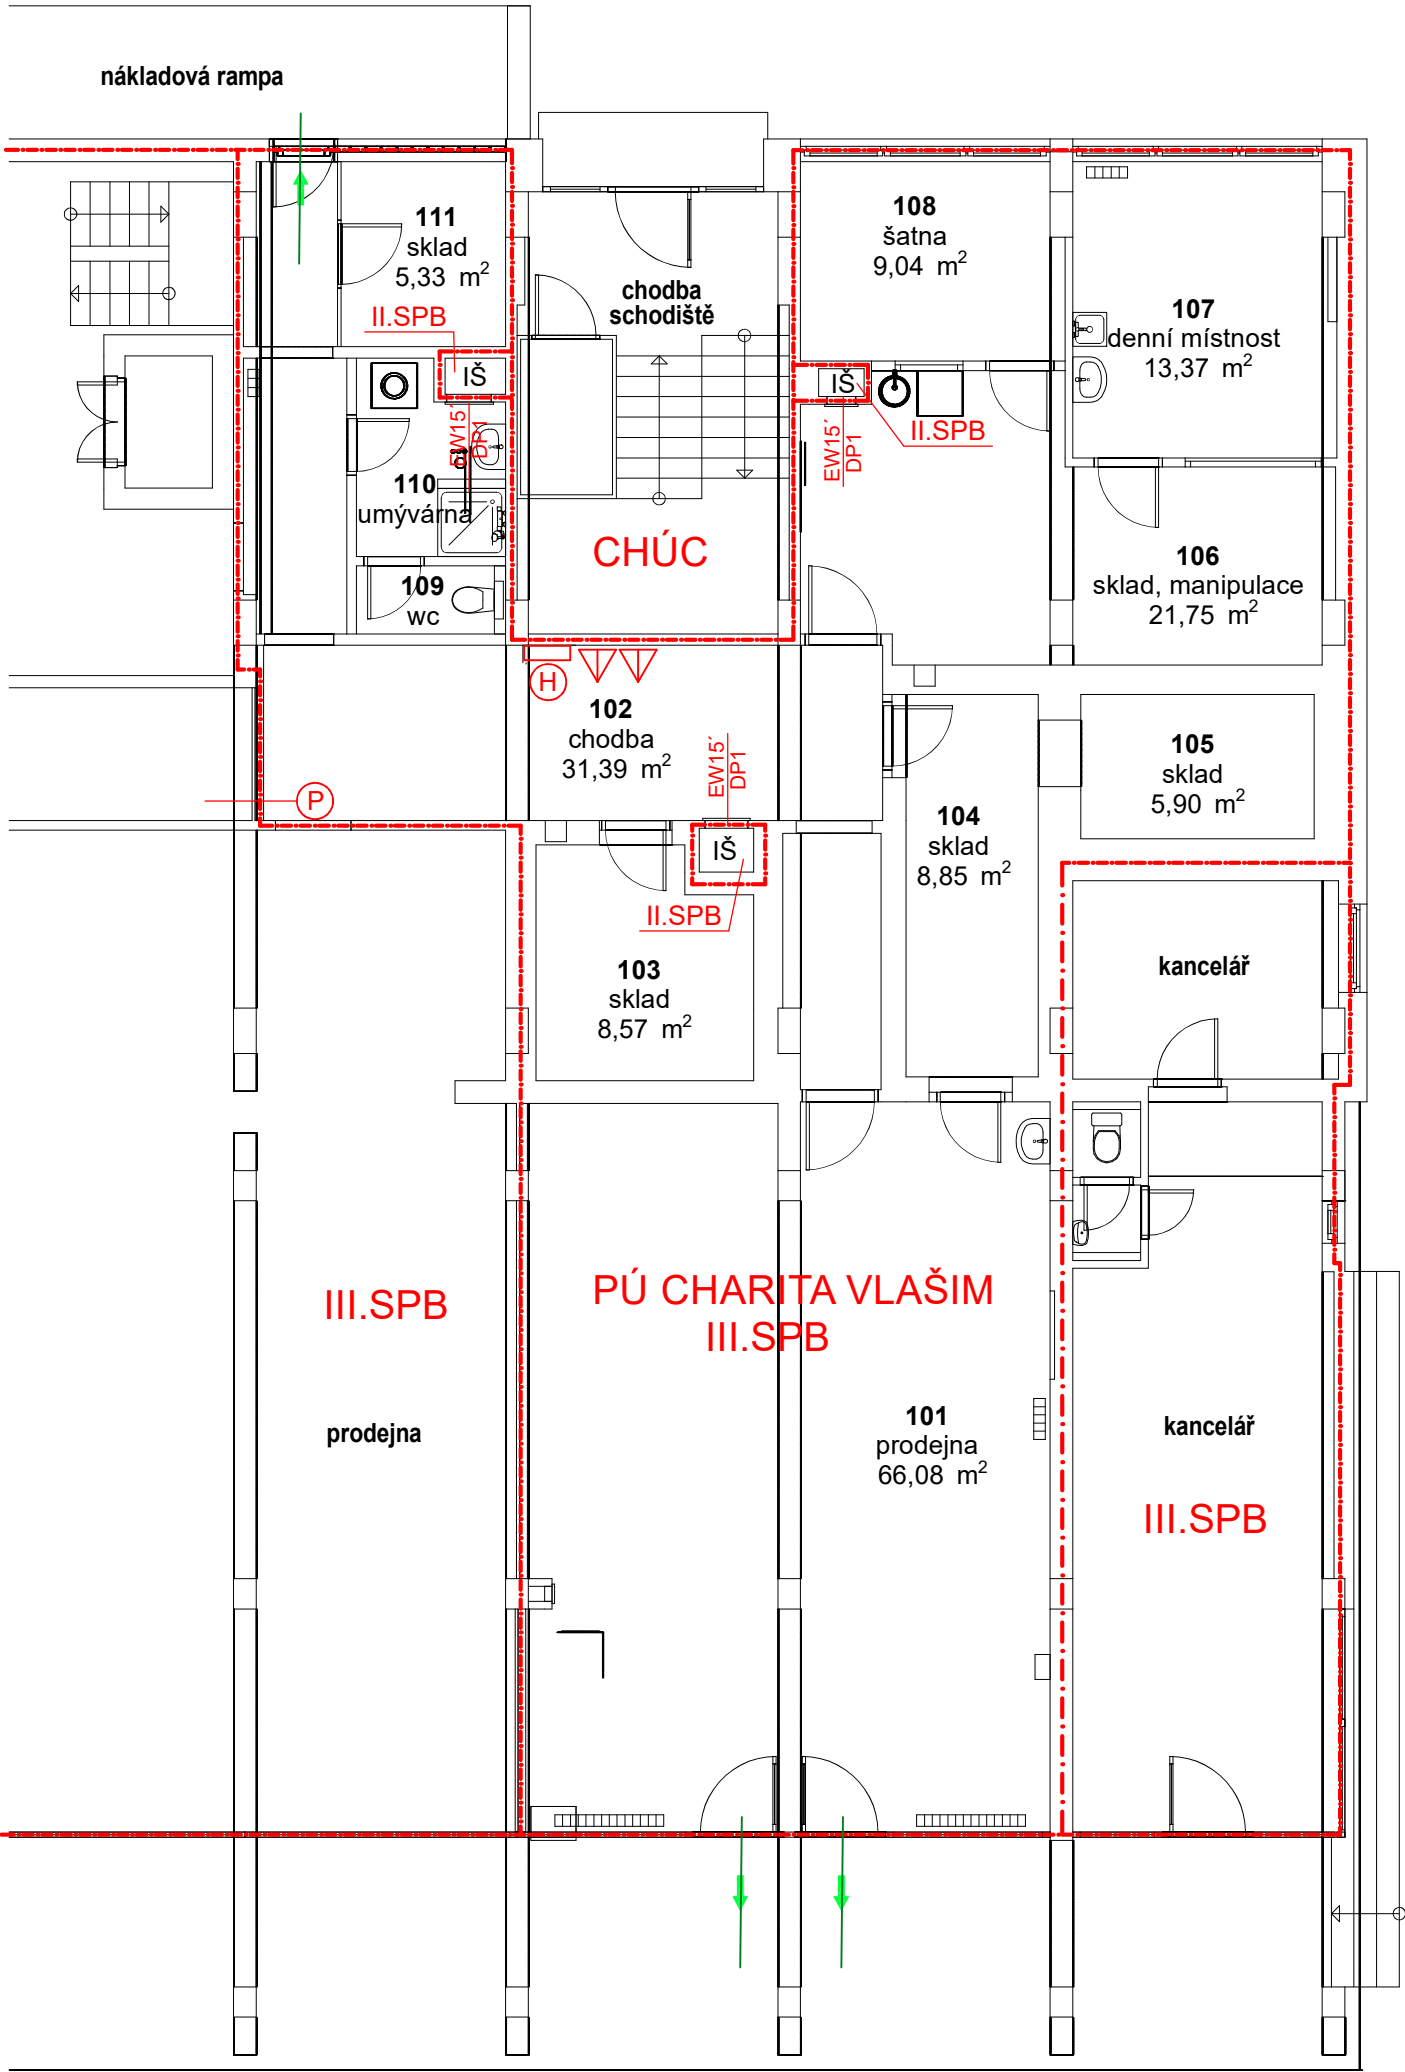 nákladová rampa
111
sklad
5,33 m²
II.SPB
IŠ
EW15´
DP1
chodba
schodiště
108
šatna
9,04 m²
107
denní místnost
13,37 m²
IŠ
II.SPB
EW15´
DP1
110
umývárna
CHÚC
106
sklad, manipulace
21,75 m²
109
wc
H
102
chodba
31,39 m²
EW15´
DP1
P
IŠ
II.SPB
105
sklad
5,90 m²
104
sklad
8,85 m²
103
sklad
8,57 m²
kancelář
III.SPB
PÚ CHARITA VLAŠIM
III.SPB
prodejna
101
prodejna
66,08 m²
kancelář
III.SPB